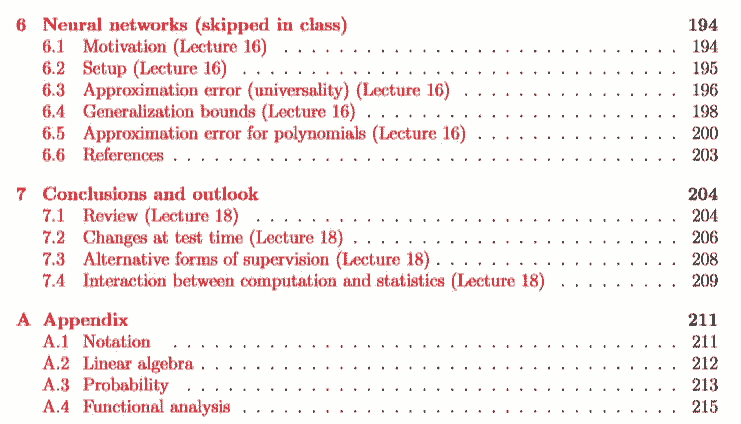 6 Neural networks (skipped in class) 194
6.1 Motivation (Lecture 16) . . . . . . . . . . . . . . . . . . . . . . . . . . . . . 194
6.2 Setup (Lecture 16) . . . . . . . . . . . . . . . . . . . . . . . . . . . . . . . . 195
6.3 Approximation error (universality) (Lecture 16) . . . . . . . . . . . . . . . . 196
6.4 Generalization bounds (Lecture 16) . . . . . . . . . . . . . . . . . . . . . . . 198
6.5 Approximation error for polynomials (Lecture 16) . . . . . . . . . . . . . . . 200
6.6 References . . . . . . . . . . . . . . . . . . . . . . . . . . . . . . . . . . . . . 203
7 Conclusions and outlook 204
7.1 Review (Lecture 18) . . . . . . . . . . . . . . . . . . . . . . . . . . . . . . . 204
7.2 Changes at test time (Lecture 18) . . . . . . . . . . . . . . . . . . . . . . . . 206
7.3 Alternative forms of supervision (Lecture 18) . . . . . . . . . . . . . . . . . . 208
7.4 Interaction between computation and statistics (Lecture 18) . . . . . . . . . 209
A Appendix 211
A.1 Notation . . . . . . . . . . . . . . . . . . . . . . . . . . . . . . . . . . . . . 211
A.2 Linear algebra . . . . . . . . . . . . . . . . . . . . . . . . . . . . . . . . . . . 212
A.3 Probability . . . . . . . . . . . . . . . . . . . . . . . . . . . . . . . . . . . . 213
A.4 Functional analysis . . . . . . . . . . . . . . . . . . . . . . . . . . . . . . . . 215